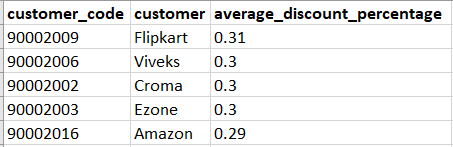 customer_code customer average_discount_percentage
90002009 Flipkart 0.31
90002006 Viveks 0.3
90002002 Croma 0.3
90002003 Ezone 0.3
90002016 Amazon 0.29